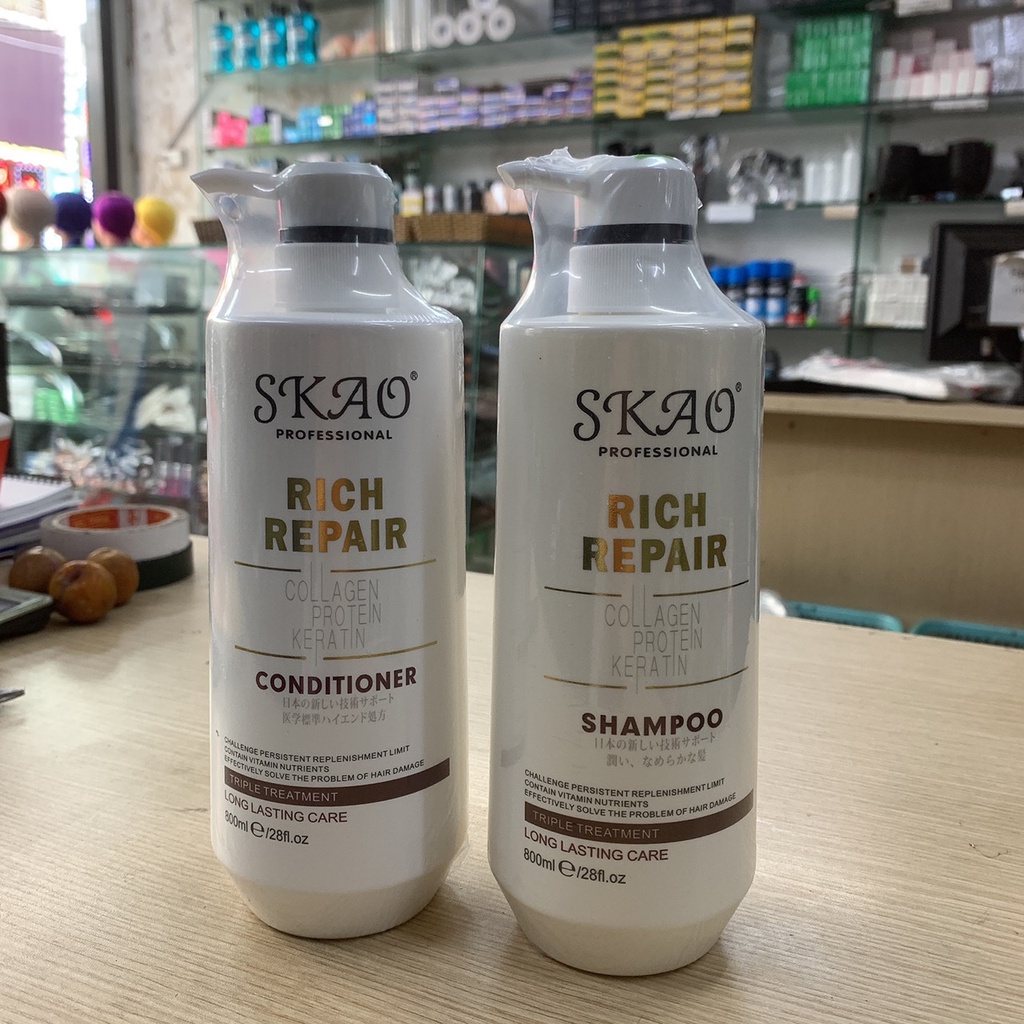 SKAO®
PROFESSIONAL
RICH
REPAIR
COLLAGEN
PROTEIN
KERATIN
CONDITIONER
日本の新しい技術サポート
医学標準ハイエンド処方
CHALLENGE PERSISTENT REPLENISHMENT LIMIT
CONTAIN VITAMIN NUTRIENTS
EFFECTIVELY SOLVE THE PROBLEM OF HAIR DAMAGE
TRIPLE TREATMENT
LONG LASTING CARE
800ml ℮/28fl.oz
SKAO®
PROFESSIONAL
RICH
REPAIR
COLLAGEN
PROTEIN
KERATIN
SHAMPOO
日本の新しい技術サポート
潤い、なめらかな髪
CHALLENGE PERSISTENT REPLENISHMENT LIMIT
CONTAIN VITAMIN NUTRIENTS
EFFECTIVELY SOLVE THE PROBLEM OF HAIR DAMAGE
TRIPLE TREATMENT
LONG LASTING CARE
800ml ℮/28fl.oz